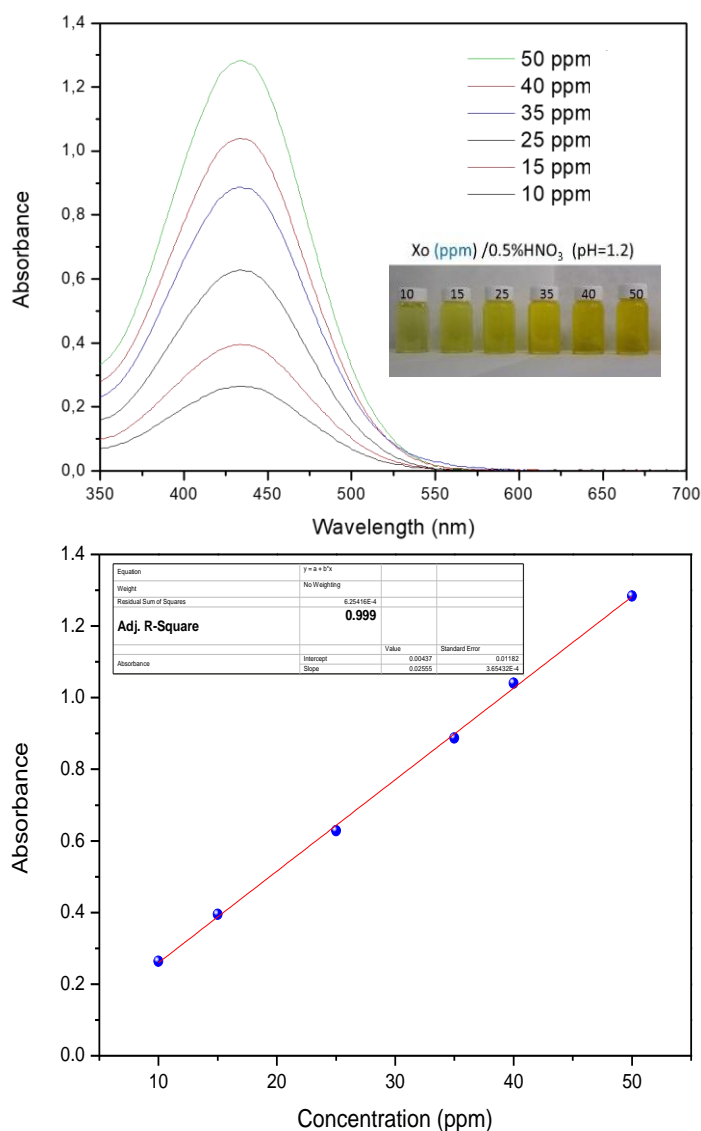 1,4
1,2
1,0
0,8
0,6
0,4
0,2
0,0
Absorbance
50 ppm
40 ppm
35 ppm
25 ppm
15 ppm
10 ppm
Xo (ppm) /0.5%HNO₃ (pH=1.2)
10 15 25 35 40 50
350 400 450 500 550 600 650 700
Wavelength (nm)
1.4
1.2
1.0
0.8
0.6
0.4
0.2
0.0
Absorbance
Equation y = a + b*x
Weight No Weighting
Residual Sum of Squares 6.25416E-4
Adj. R-Square 0.999
Value Standard Error
Absorbance Intercept 0.00437 0.01182
Slope 0.02555 3.65432E-4
10 20 30 40 50
Concentration (ppm)